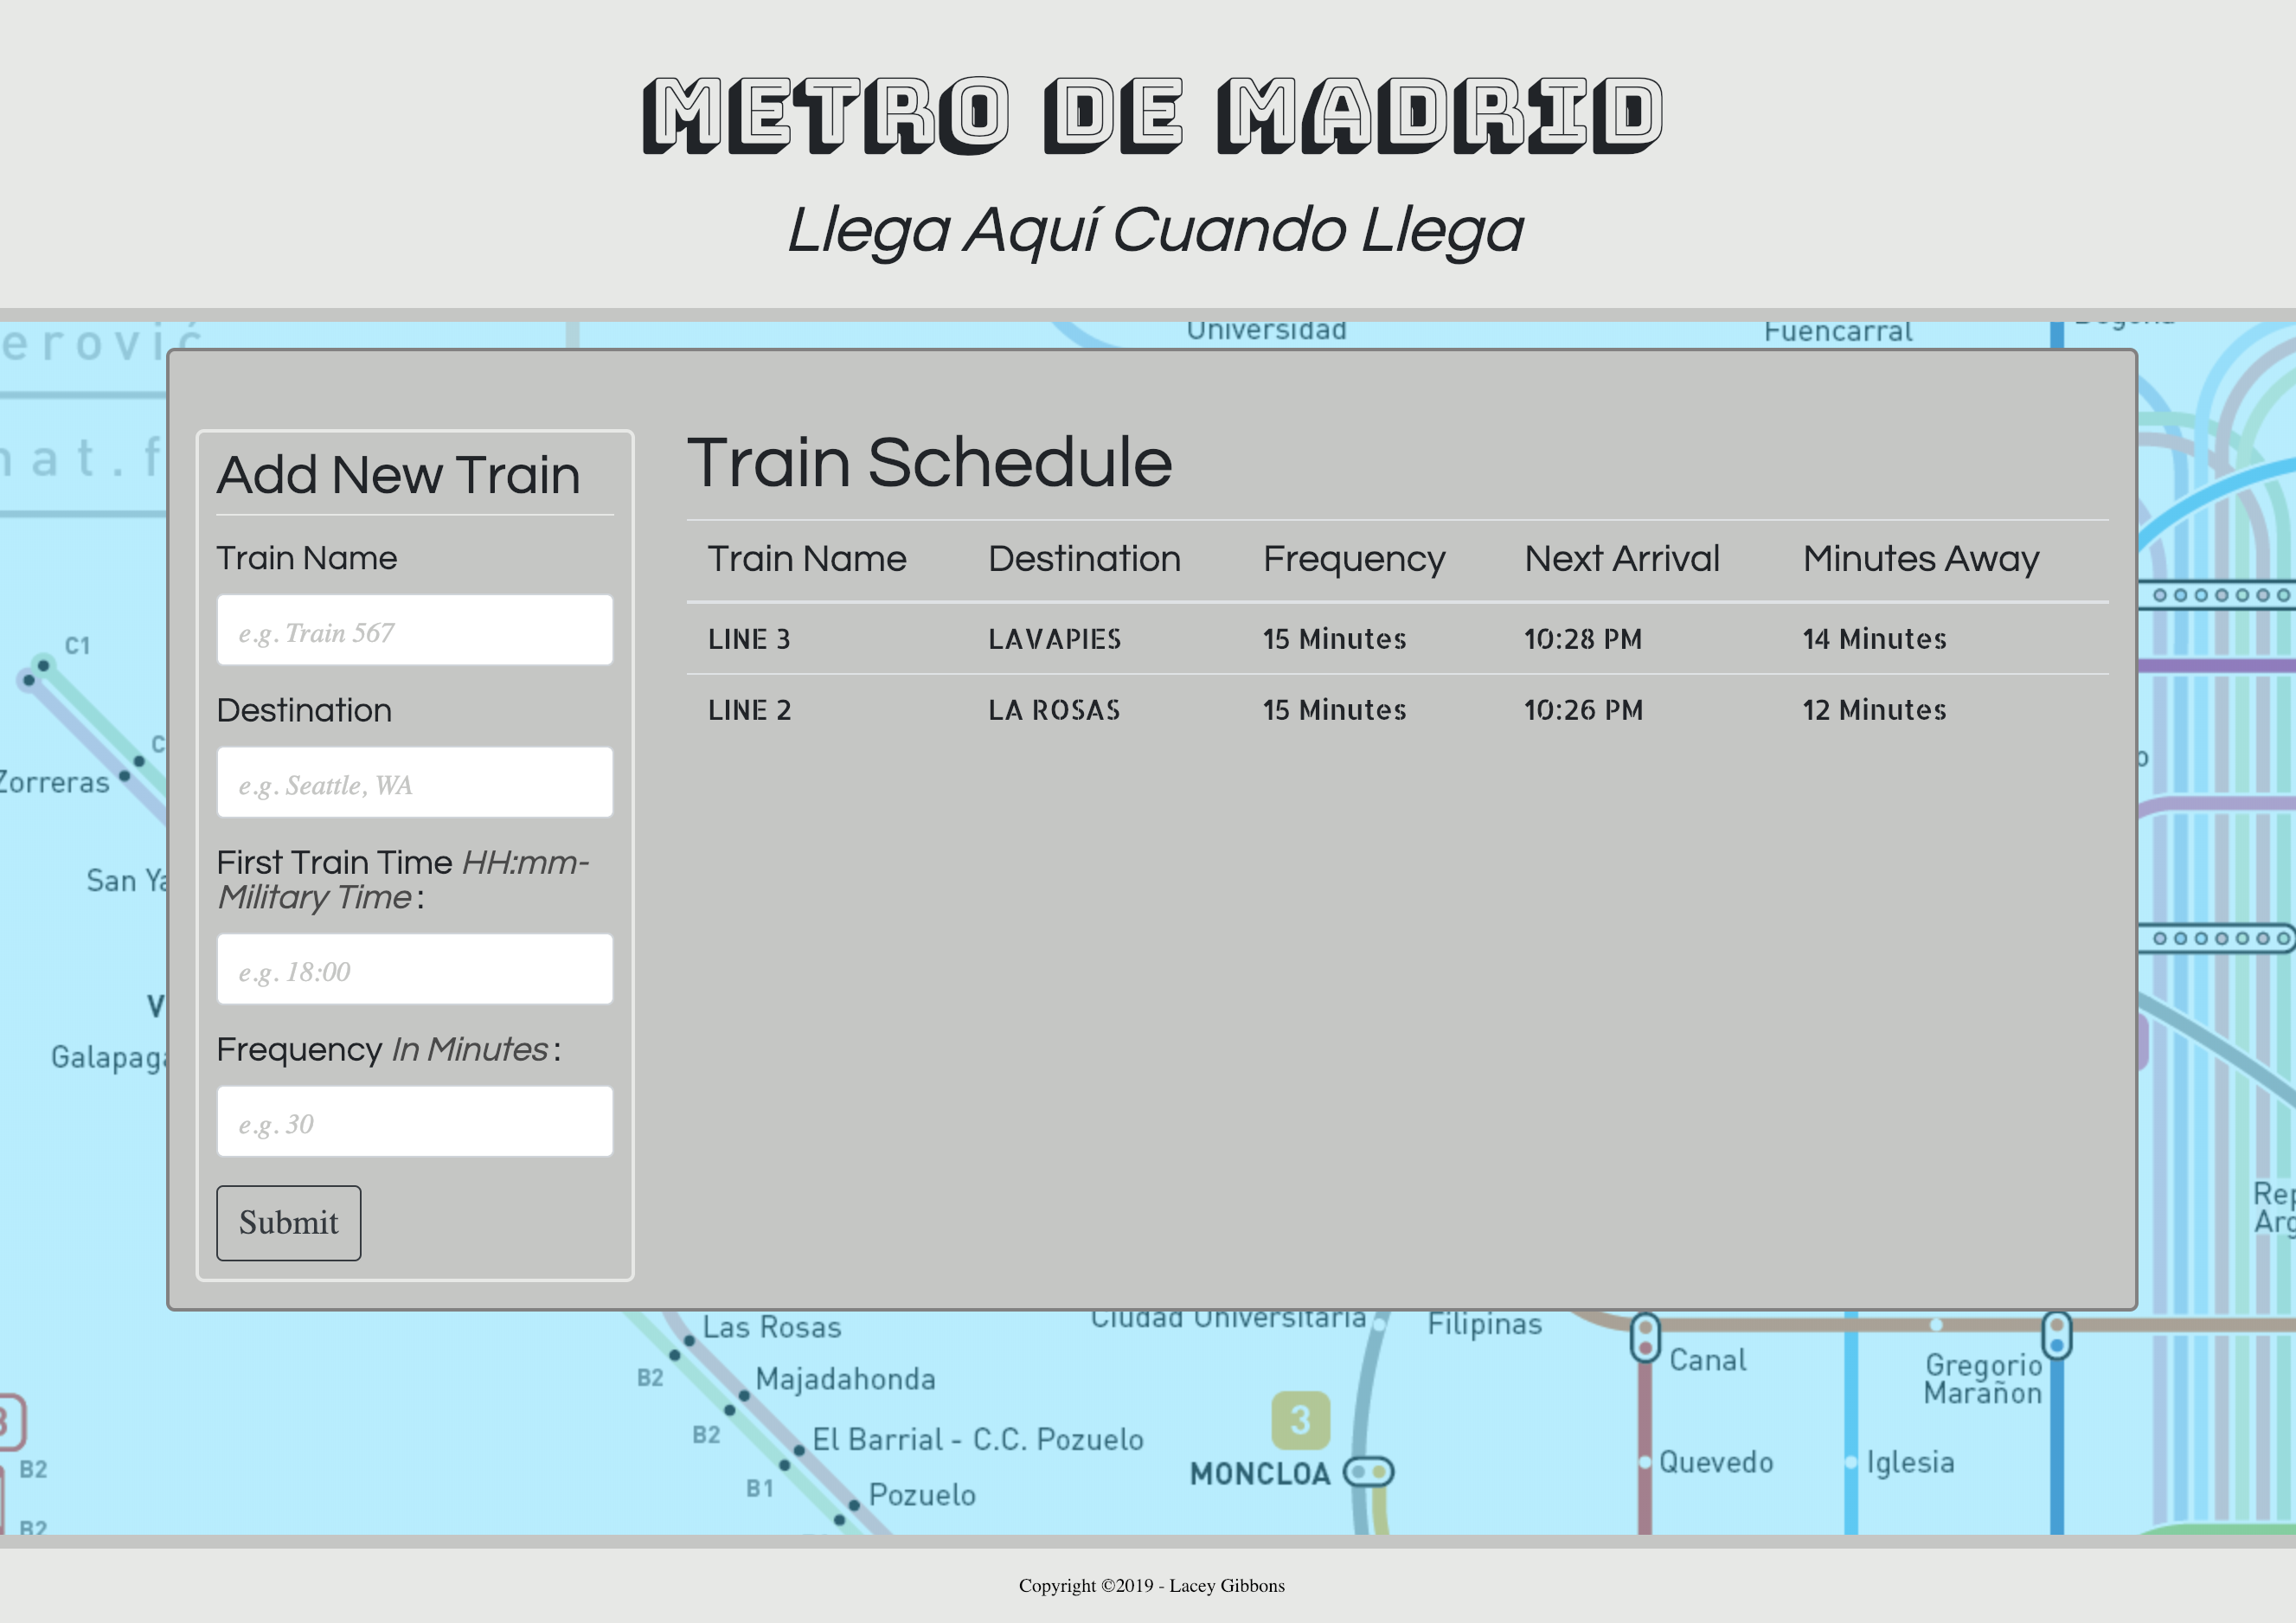 METRO DE MADRID
Llega Aquí Cuando Llega
erović
nat.f
Universidad
Fuencarral
Add New Train
Train Name
e.g. Train 567
Destination
e.g. Seattle, WA
First Train Time HH:mm-
Military Time :
e.g. 18:00
Frequency In Minutes :
e.g. 30
Submit
Train Schedule
Train Name Destination Frequency Next Arrival Minutes Away
LINE 3 LAVAPIES 15 Minutes 10:28 PM 14 Minutes
LINE 2 LA ROSAS 15 Minutes 10:26 PM 12 Minutes
C1
C
Zorreras
San Ya
V
Galapaga
o
Rep
Arg
Las Rosas
B2
Majadahonda
B2
El Barrial - C.C. Pozuelo
B1
Pozuelo
3
B2
B2
Ciudad Universitaria
Filipinas
3
MONCLOA
Canal
Gregorio
Marañon
Quevedo
Iglesia
Copyright ©2019 - Lacey Gibbons